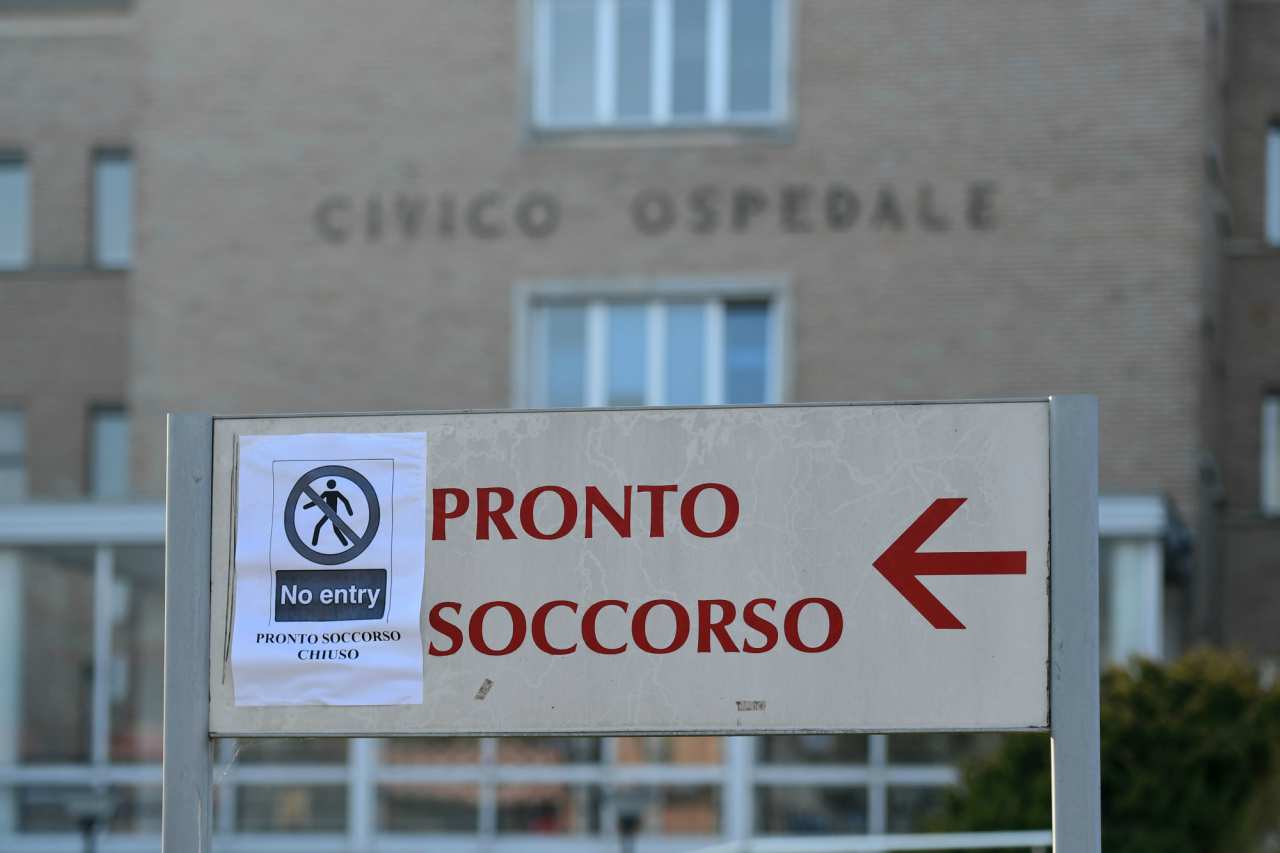 CIVICO OSPEDALE
PRONTO
SOCCORSO
No entry
PRONTO SOCCORSO
CHIUSO